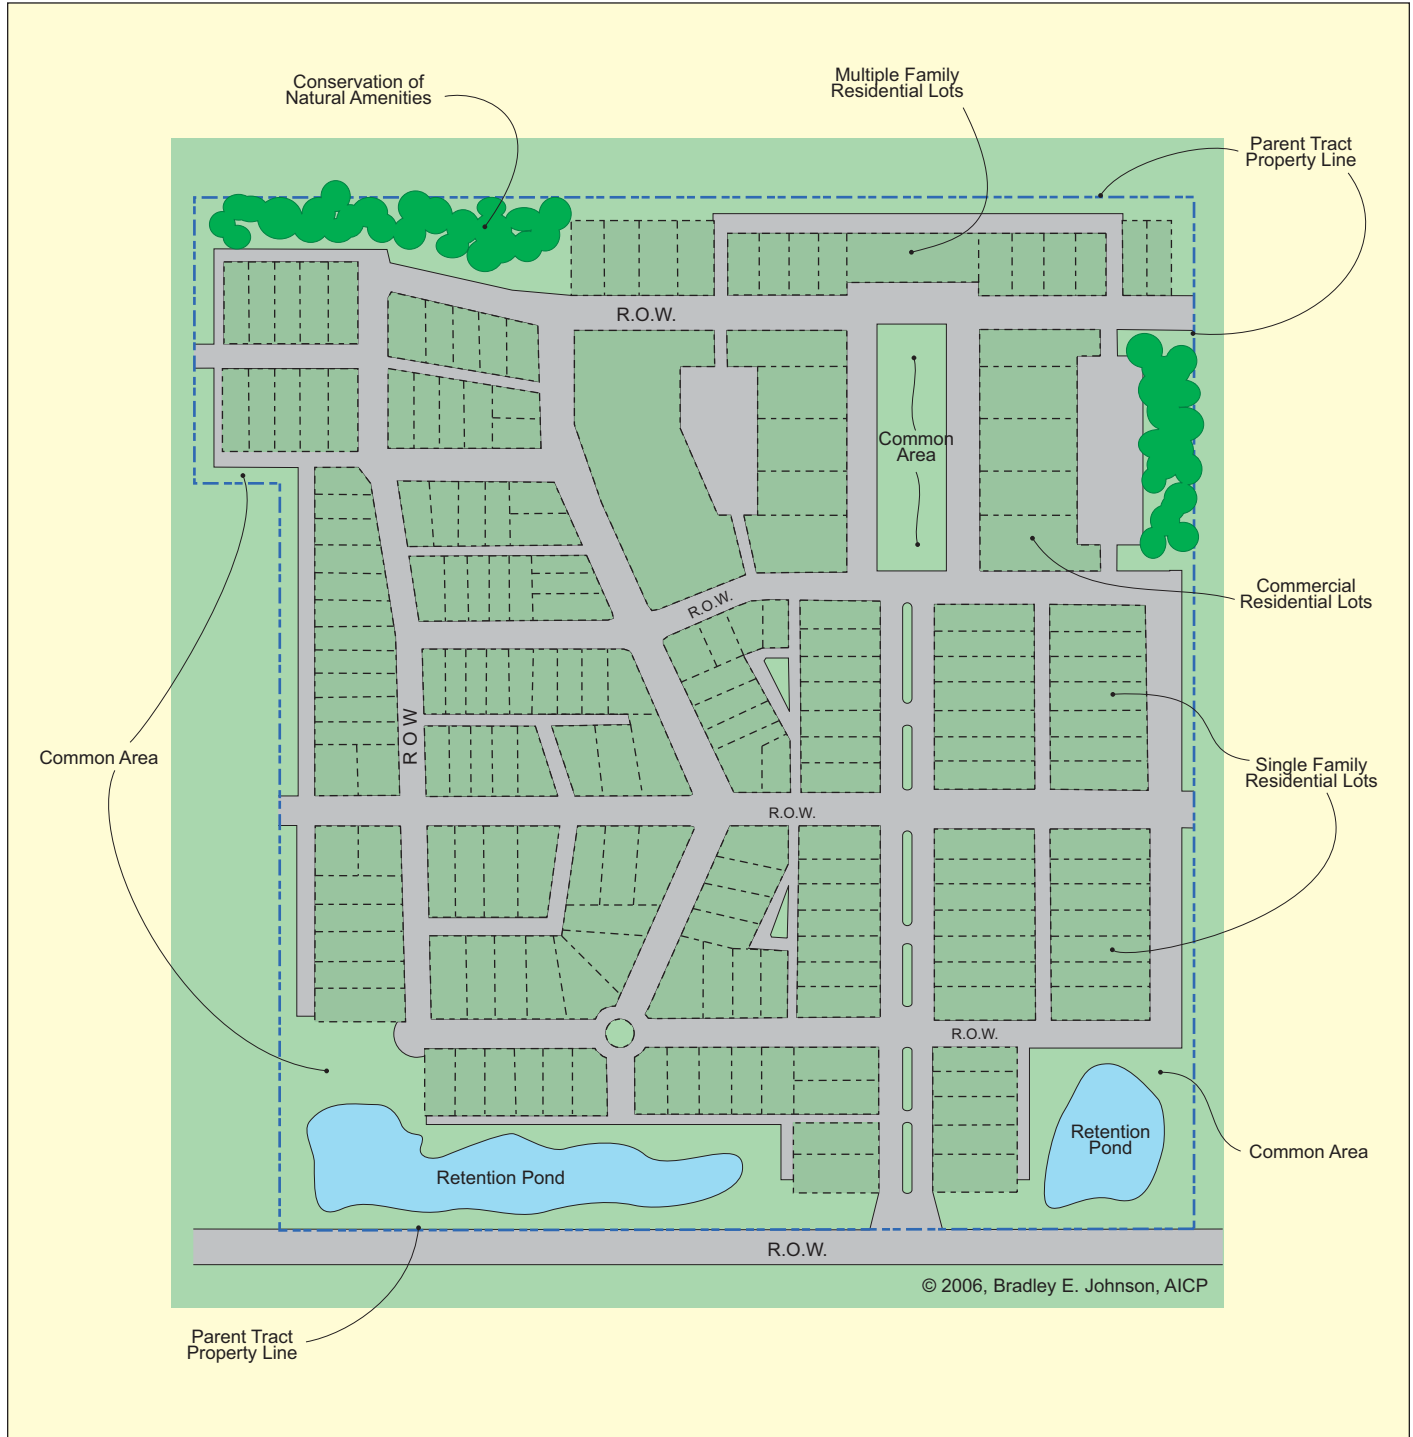 Conservation of
Natural Amenities
Multiple Family
Residential Lots
Parent Tract
Property Line
R.O.W.
Common
Area
Commercial
Residential Lots
R.O.W.
R O W
Common Area
Single Family
Residential Lots
R.O.W.
R.O.W.
Retention
Pond
Common Area
Retention Pond
R.O.W.
© 2006, Bradley E. Johnson, AICP
Parent Tract
Property Line